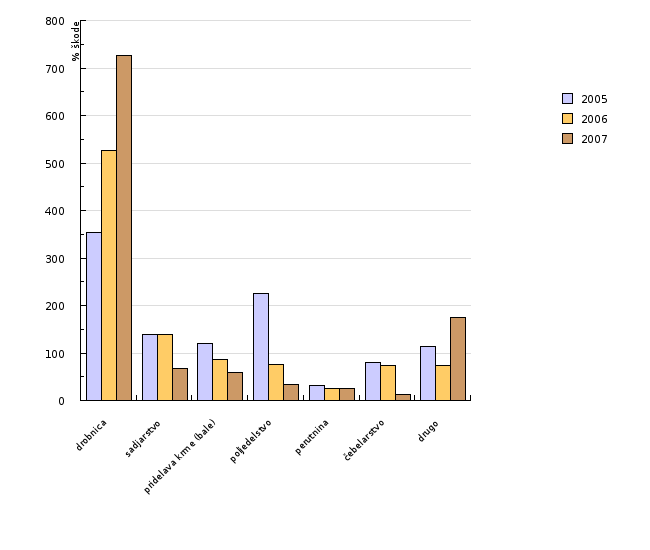 800
% škode
700
600
500
400
300
200
100
0
2005
2006
2007
drobnica
sadjarstvo
pridelava krme (bale)
poljedelstvo
perutnina
čebelarstvo
drugo